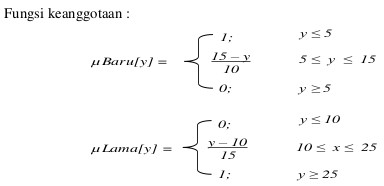 Fungsi keanggotaan :
1; y ≤ 5
μBaru[y] = 15 – y / 10 5 ≤ y ≤ 15
0; y ≥ 5
0; y ≤ 10
μLama[y] = y – 10 / 15 10 ≤ x ≤ 25
1; y ≥ 25